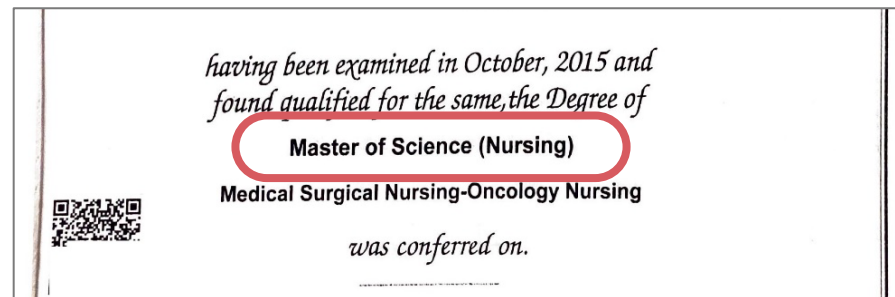 having been examined in October, 2015 and
found qualified for the same,the Degree of
Master of Science (Nursing)
Medical Surgical Nursing-Oncology Nursing
was conferred on.